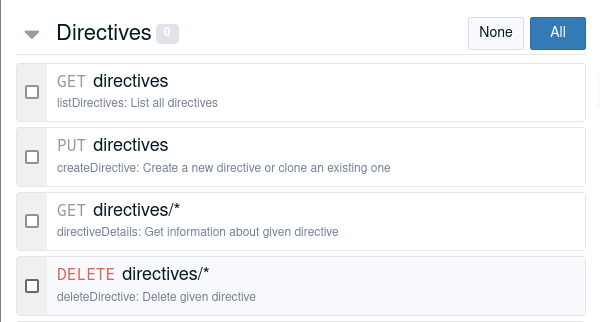 Directives 0 None All
GET directives
listDirectives: List all directives
PUT directives
createDirective: Create a new directive or clone an existing one
GET directives/*
directiveDetails: Get information about given directive
DELETE directives/*
deleteDirective: Delete given directive